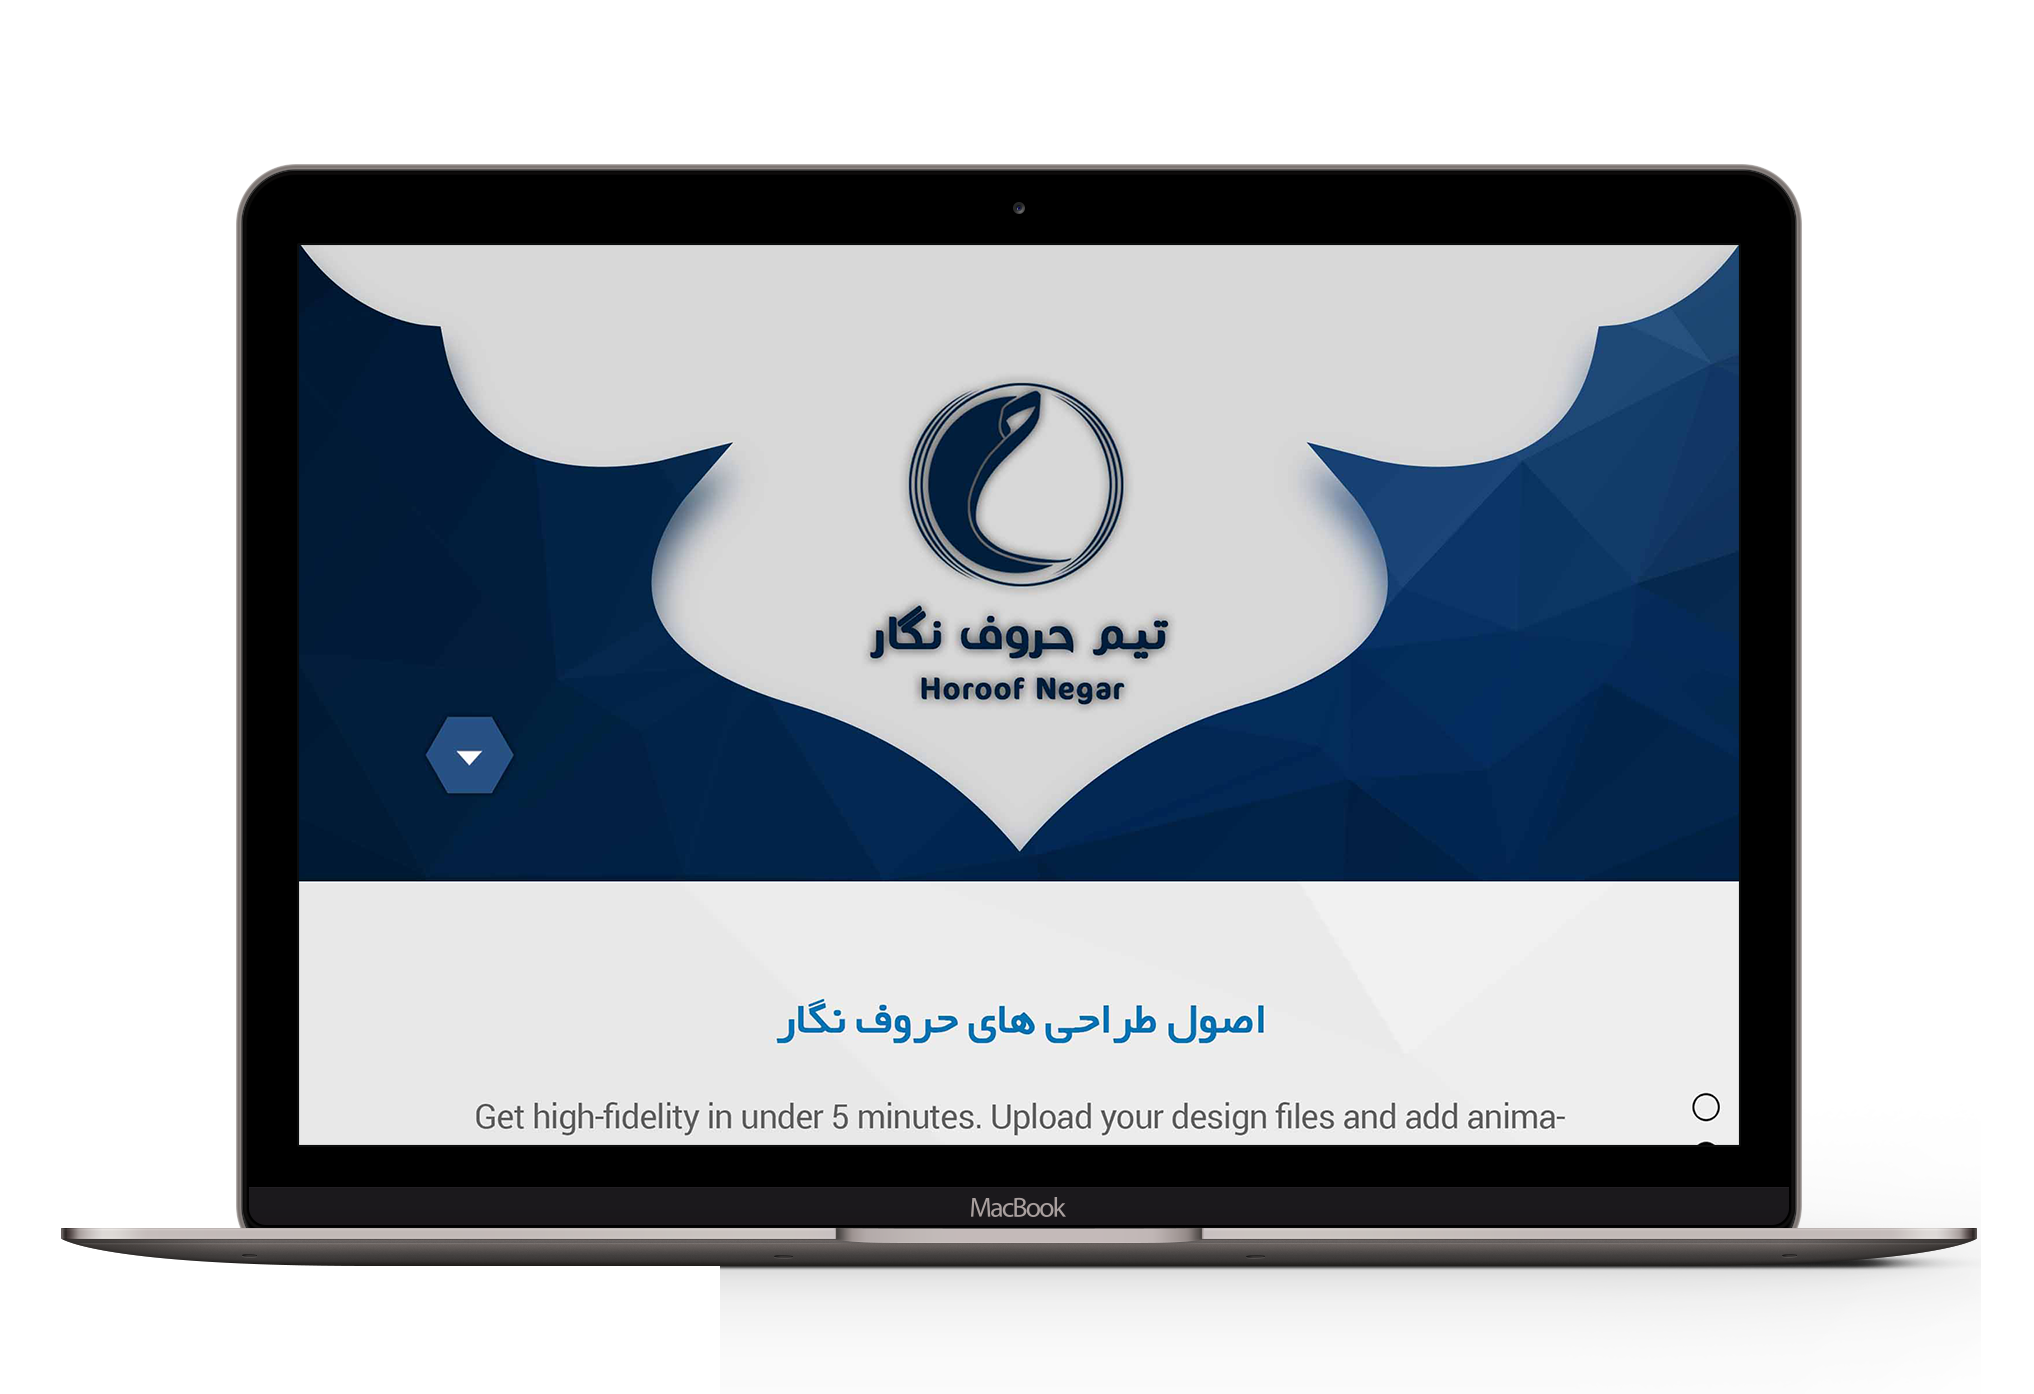 تیم حروف نگار
Horoof Negar
اصول طراحی های حروف نگار
Get high-fidelity in under 5 minutes. Upload your design files and add anima-
MacBook